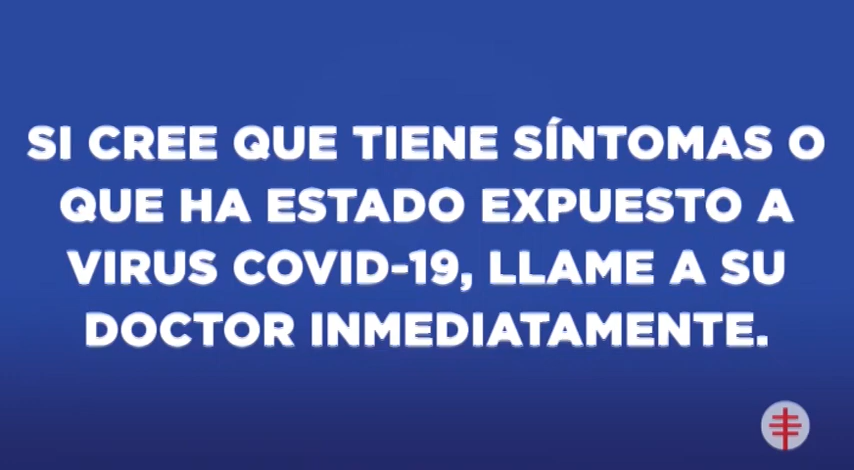 SI CREE QUE TIENE SÍNTOMAS O
QUE HA ESTADO EXPUESTO A
VIRUS COVID-19, LLAME A SU
DOCTOR INMEDIATAMENTE.